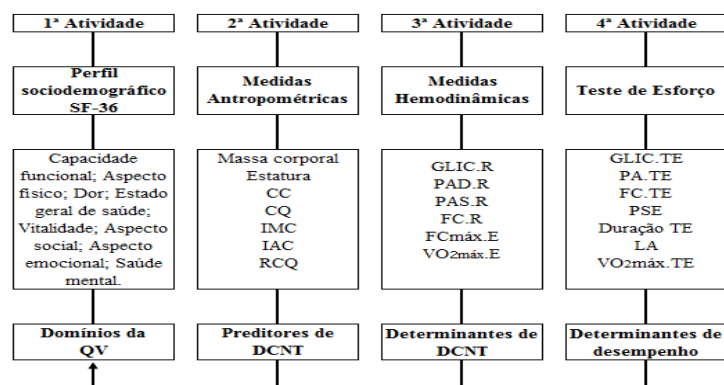 1ª Atividade
Perfil
sociodemográfico
SF-36
Capacidade
funcional; Aspecto
físico; Dor; Estado
geral de saúde;
Vitalidade; Aspecto
social; Aspecto
emocional; Saúde
mental.
Domínios da
QV
2ª Atividade
Medidas
Antropométricas
Massa corporal
Estatura
CC
CQ
IMC
IAC
RCQ
Preditores de
DCNT
3ª Atividade
Medidas
Hemodinâmicas
GLIC.R
PAD.R
PAS.R
FC.R
FCmáx.E
VO2máx.E
Determinantes de
DCNT
4ª Atividade
Teste de Esforço
GLIC.TE
PA.TE
FC.TE
PSE
Duração TE
LA
VO2máx.TE
Determinantes de
desempenho